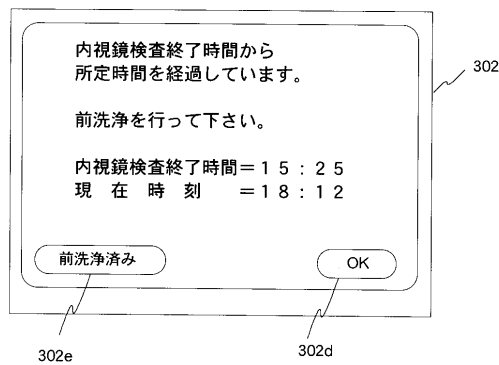 内視鏡検査終了時間から
所定時間を経過しています。
前洗浄を行って下さい。
内視鏡検査終了時間＝１５：２５
現　在　時　刻　　＝１８：１２
前洗浄済み
OK
302
302e
302d